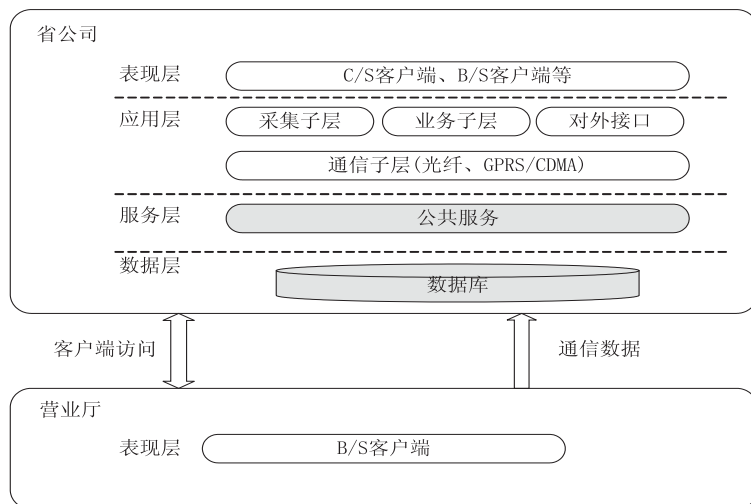 省公司
表现层
C/S客户端、B/S客户端等
应用层
采集子层
业务子层
对外接口
通信子层(光纤、GPRS/CDMA)
服务层
公共服务
数据层
数据库
客户端访问
通信数据
营业厅
表现层
B/S客户端